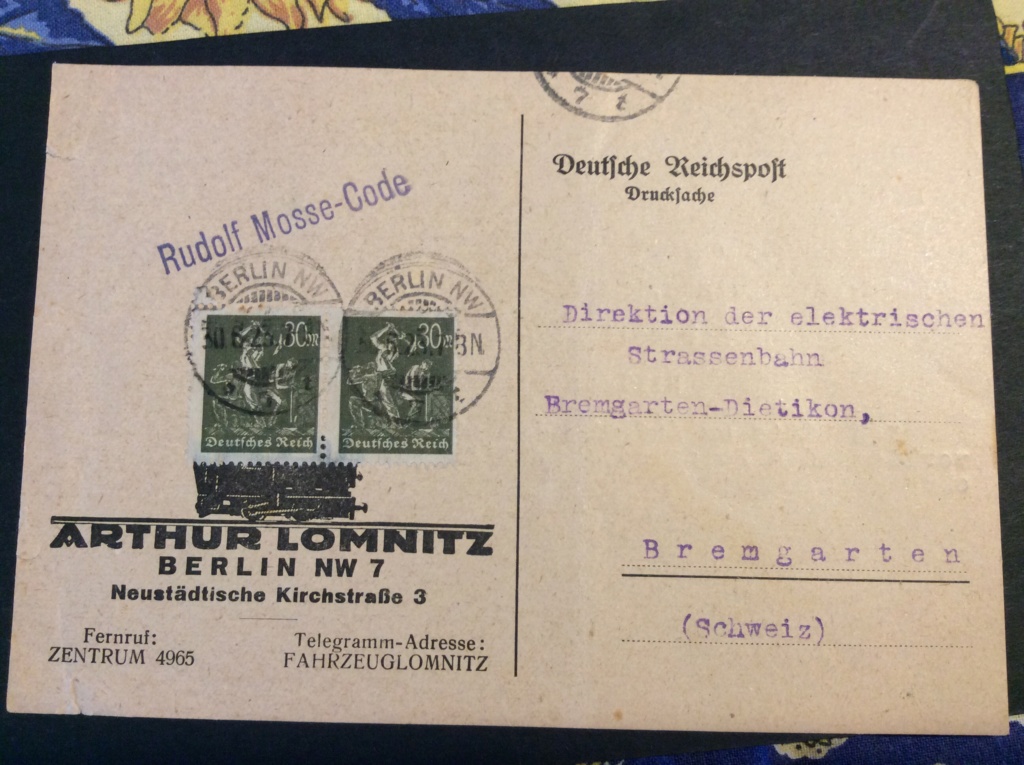 Rudolf Mosse-Code
BERLIN NW
BERLIN NW
30 M
30 M
Deutsches Reich
Deutsches Reich
ARTHUR LOMNITZ
BERLIN NW 7
Neustädtische Kirchstraße 3
Fernruf:
ZENTRUM 4965
Telegramm-Adresse:
FAHRZEUGLOMNITZ
7 t
Deutsche Reichspost
Drucksache
Direktion der elektrischen
Strassenbahn
Bremgarten-Dietikon,
Bremgarten
(Schweiz)